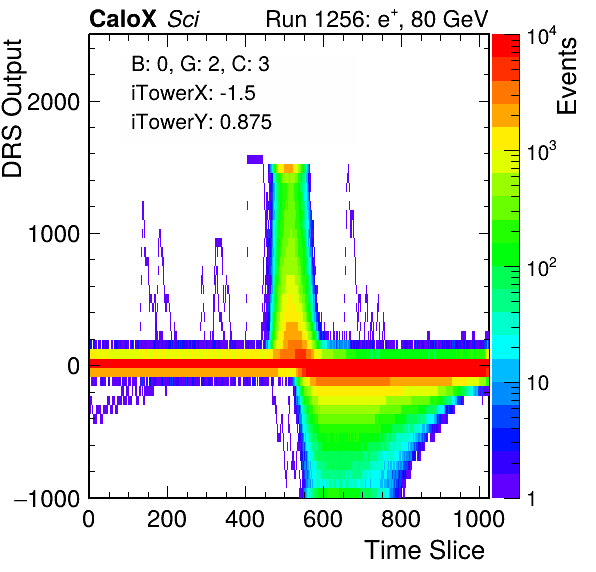 CaloX Sci Run 1256: e+, 80 GeV
B: 0, G: 2, C: 3
iTowerX: -1.5
iTowerY: 0.875
DRS Output
2000
1000
0
−1000
0 200 400 600 800 1000
Time Slice
Events
10^4
10^3
10^2
10
1